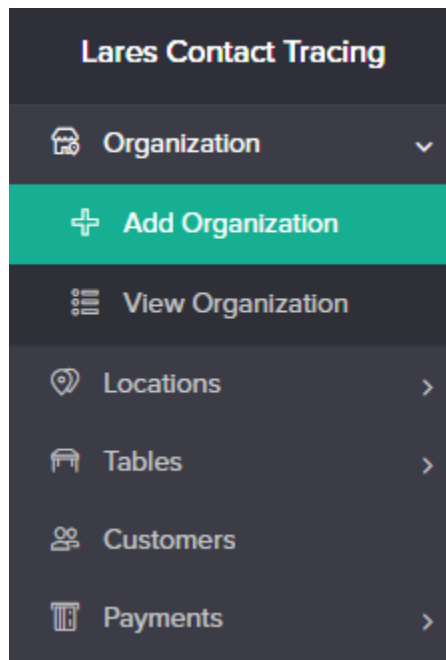 Lares Contact Tracing
Organization
Add Organization
View Organization
Locations
Tables
Customers
Payments